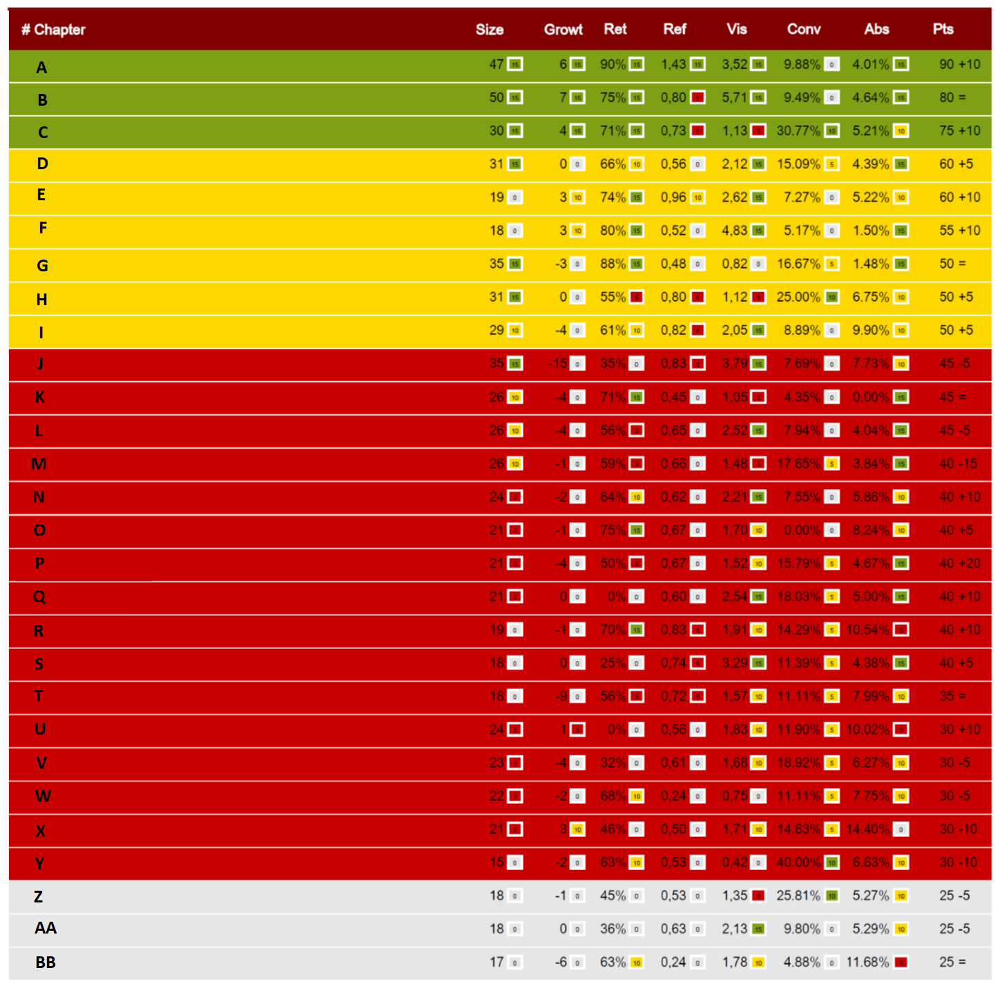 # Chapter Size Growt Ret Ref Vis Conv Abs Pts
A 47 15 6 15 90% 15 1,43 15 3,52 15 9.88% 0 4.01% 15 90 +10
B 50 15 7 15 75% 15 0,80 5 5,71 15 9.49% 0 4.64% 15 80 =
C 30 15 4 15 71% 15 0,73 5 1,13 5 30.77% 10 5.21% 10 75 +10
D 31 15 0 0 66% 10 0,56 0 2,12 15 15.09% 5 4.39% 15 60 +5
E 19 0 3 10 74% 15 0,96 10 2,62 15 7.27% 0 5.22% 10 60 +10
F 18 0 3 10 80% 15 0,52 0 4,83 15 5.17% 0 1.50% 15 55 +10
G 35 15 -3 0 88% 15 0,48 0 0,82 0 16.67% 5 1.48% 15 50 =
H 31 15 0 0 55% 5 0,80 5 1,12 5 25.00% 10 6.75% 10 50 +5
I 29 10 -4 0 61% 10 0,82 5 2,05 15 8.89% 0 9.90% 10 50 +5
J 35 15 -15 0 35% 0 0,83 5 3,79 15 7.69% 0 7.73% 10 45 -5
K 26 10 -4 0 71% 15 0,45 0 1,05 5 4.35% 0 0.00% 15 45 =
L 26 10 -4 0 56% 5 0,65 0 2,52 15 7.94% 0 4.04% 15 45 -5
M 26 10 -1 0 59% 5 0,66 0 1,48 5 17.65% 5 3.84% 15 40 -15
N 24 5 -2 0 64% 10 0,62 0 2,21 15 7.55% 0 5.86% 10 40 +10
O 21 5 -1 0 75% 15 0,67 0 1,70 10 0.00% 0 8.24% 10 40 +5
P 21 5 -4 0 50% 5 0,67 0 1,52 10 15.79% 5 4.67% 15 40 +20
Q 21 5 0 0 0% 0 0,60 0 2,54 15 18.03% 5 5.00% 15 40 +10
R 19 0 -1 0 70% 15 0,83 5 1,91 10 14.29% 5 10.54% 5 40 +10
S 18 0 0 0 25% 0 0,74 5 3,29 15 11.39% 5 4.38% 15 40 +5
T 18 0 -9 0 56% 5 0,72 5 1,57 10 11.11% 5 7.99% 10 35 =
U 24 5 1 5 0% 0 0,56 0 1,83 10 11.90% 5 10.02% 5 30 +10
V 23 5 -4 0 32% 0 0,61 0 1,68 10 18.92% 5 6.27% 10 30 -5
W 22 5 -2 0 68% 10 0,24 0 0,75 0 11.11% 5 7.75% 10 30 -5
X 21 5 3 10 46% 0 0,50 0 1,71 10 14.63% 5 14.40% 0 30 -10
Y 15 0 -2 0 63% 10 0,53 0 0,42 0 40.00% 10 6.63% 10 30 -10
Z 18 0 -1 0 45% 0 0,53 0 1,35 5 25.81% 10 5.27% 10 25 -5
AA 18 0 0 0 36% 0 0,63 0 2,13 15 9.80% 0 5.29% 10 25 -5
BB 17 0 -6 0 63% 10 0,24 0 1,78 10 4.88% 0 11.68% 5 25 =